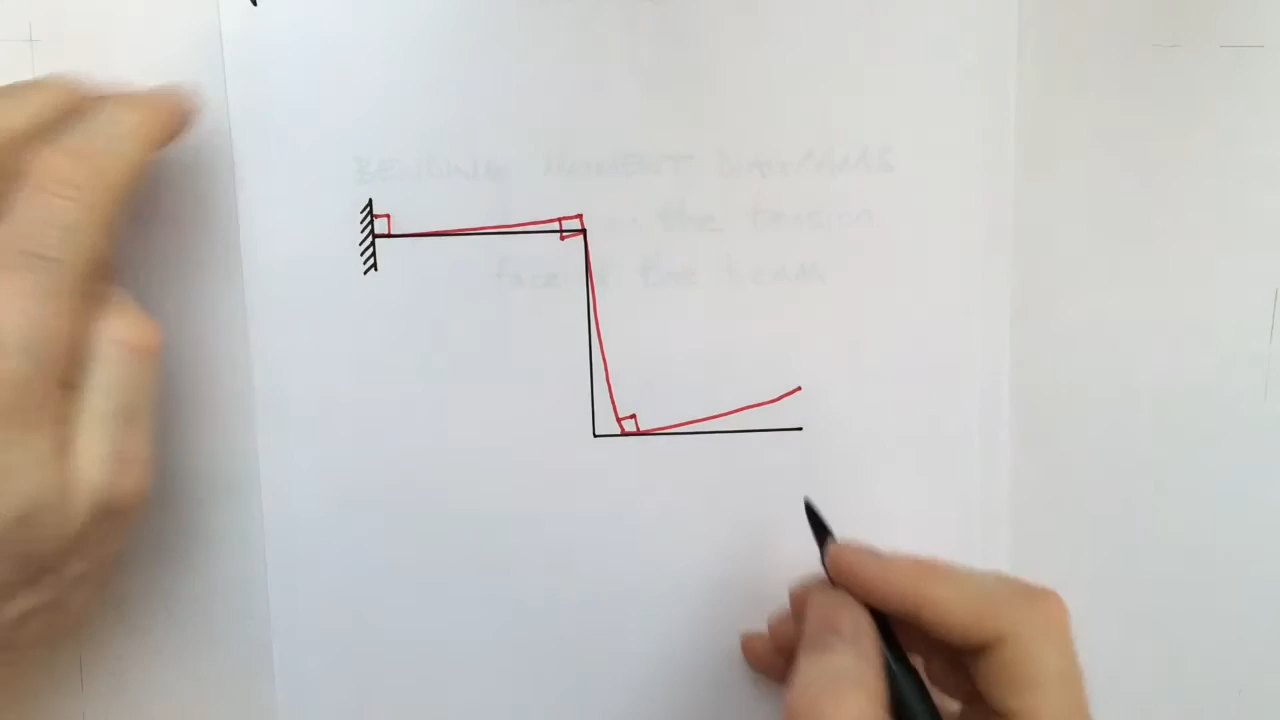 BENDING MOMENT DIAGRAMS
the tension
face of the beam